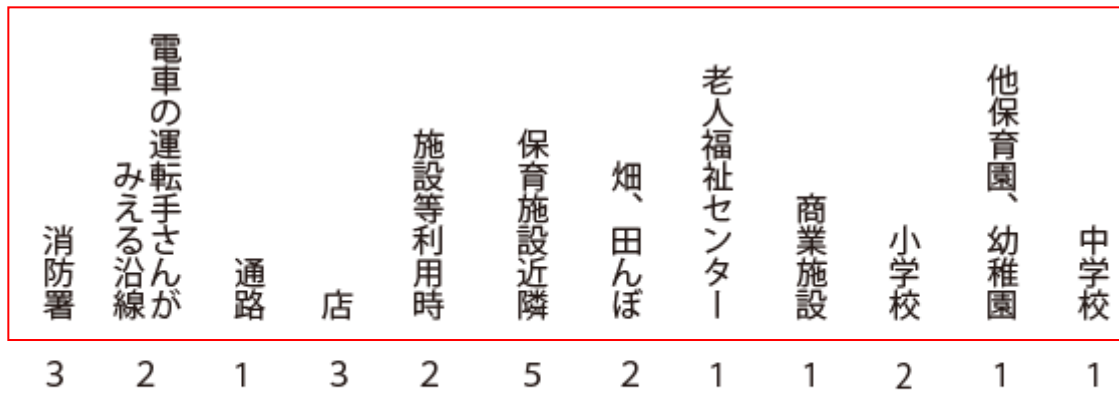 消防署
電車の運転手さんが
みえる沿線
通路
店
施設等利用時
保育施設近隣
畑、田んぼ
老人福祉センター
商業施設
小学校
他保育園、幼稚園
中学校
3 2 1 3 2 5 2 1 1 2 1 1